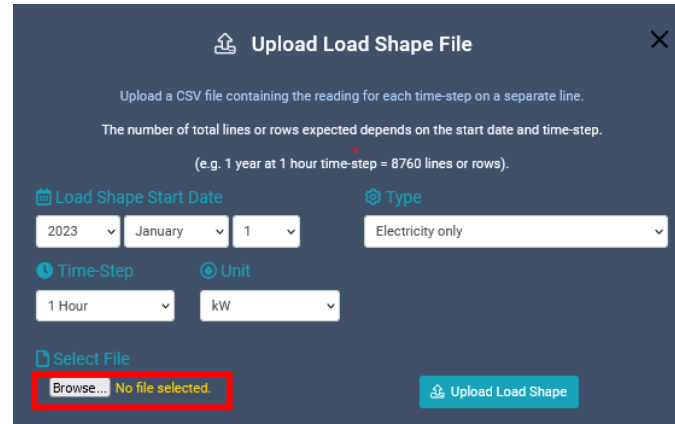 Upload Load Shape File
Upload a CSV file containing the reading for each time-step on a separate line.
The number of total lines or rows expected depends on the start date and time-step.
(e.g. 1 year at 1 hour time-step = 8760 lines or rows).
Load Shape Start Date
Type
2023 January 1
Electricity only
Time-Step
Unit
1 Hour
kW
Select File
Browse... No file selected.
Upload Load Shape